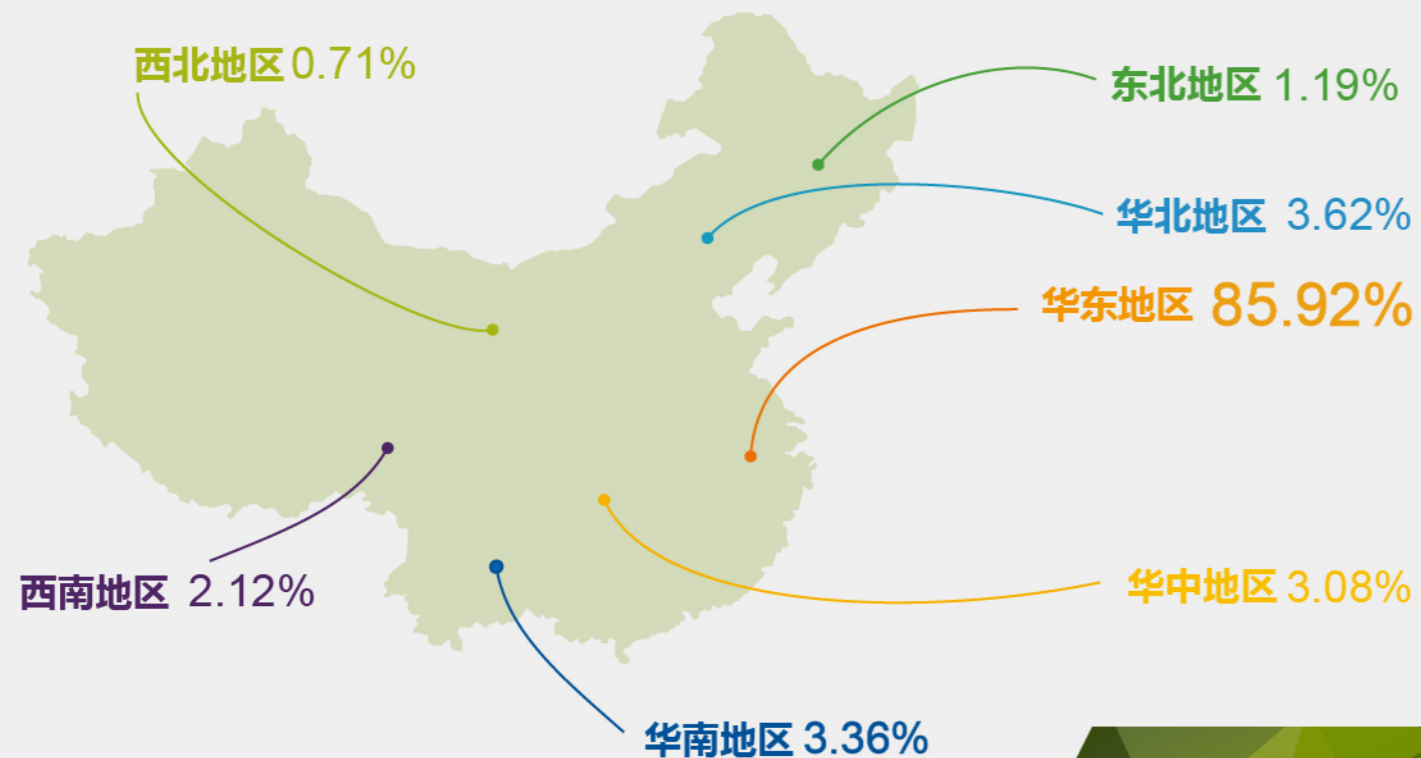 西北地区 0.71%
东北地区 1.19%
华北地区 3.62%
华东地区 85.92%
西南地区 2.12%
华中地区 3.08%
华南地区 3.36%